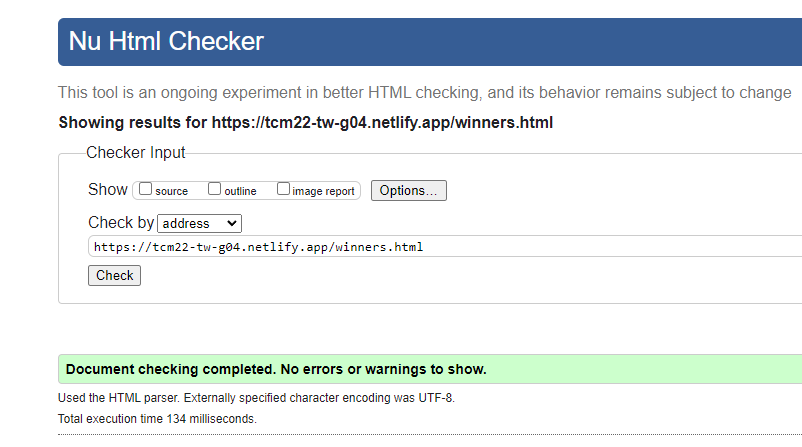 Nu Html Checker
This tool is an ongoing experiment in better HTML checking, and its behavior remains subject to change
Showing results for https://tcm22-tw-g04.netlify.app/winners.html
Checker Input
Show source outline image report Options...
Check by address
https://tcm22-tw-g04.netlify.app/winners.html
Check
Document checking completed. No errors or warnings to show.
Used the HTML parser. Externally specified character encoding was UTF-8.
Total execution time 134 milliseconds.